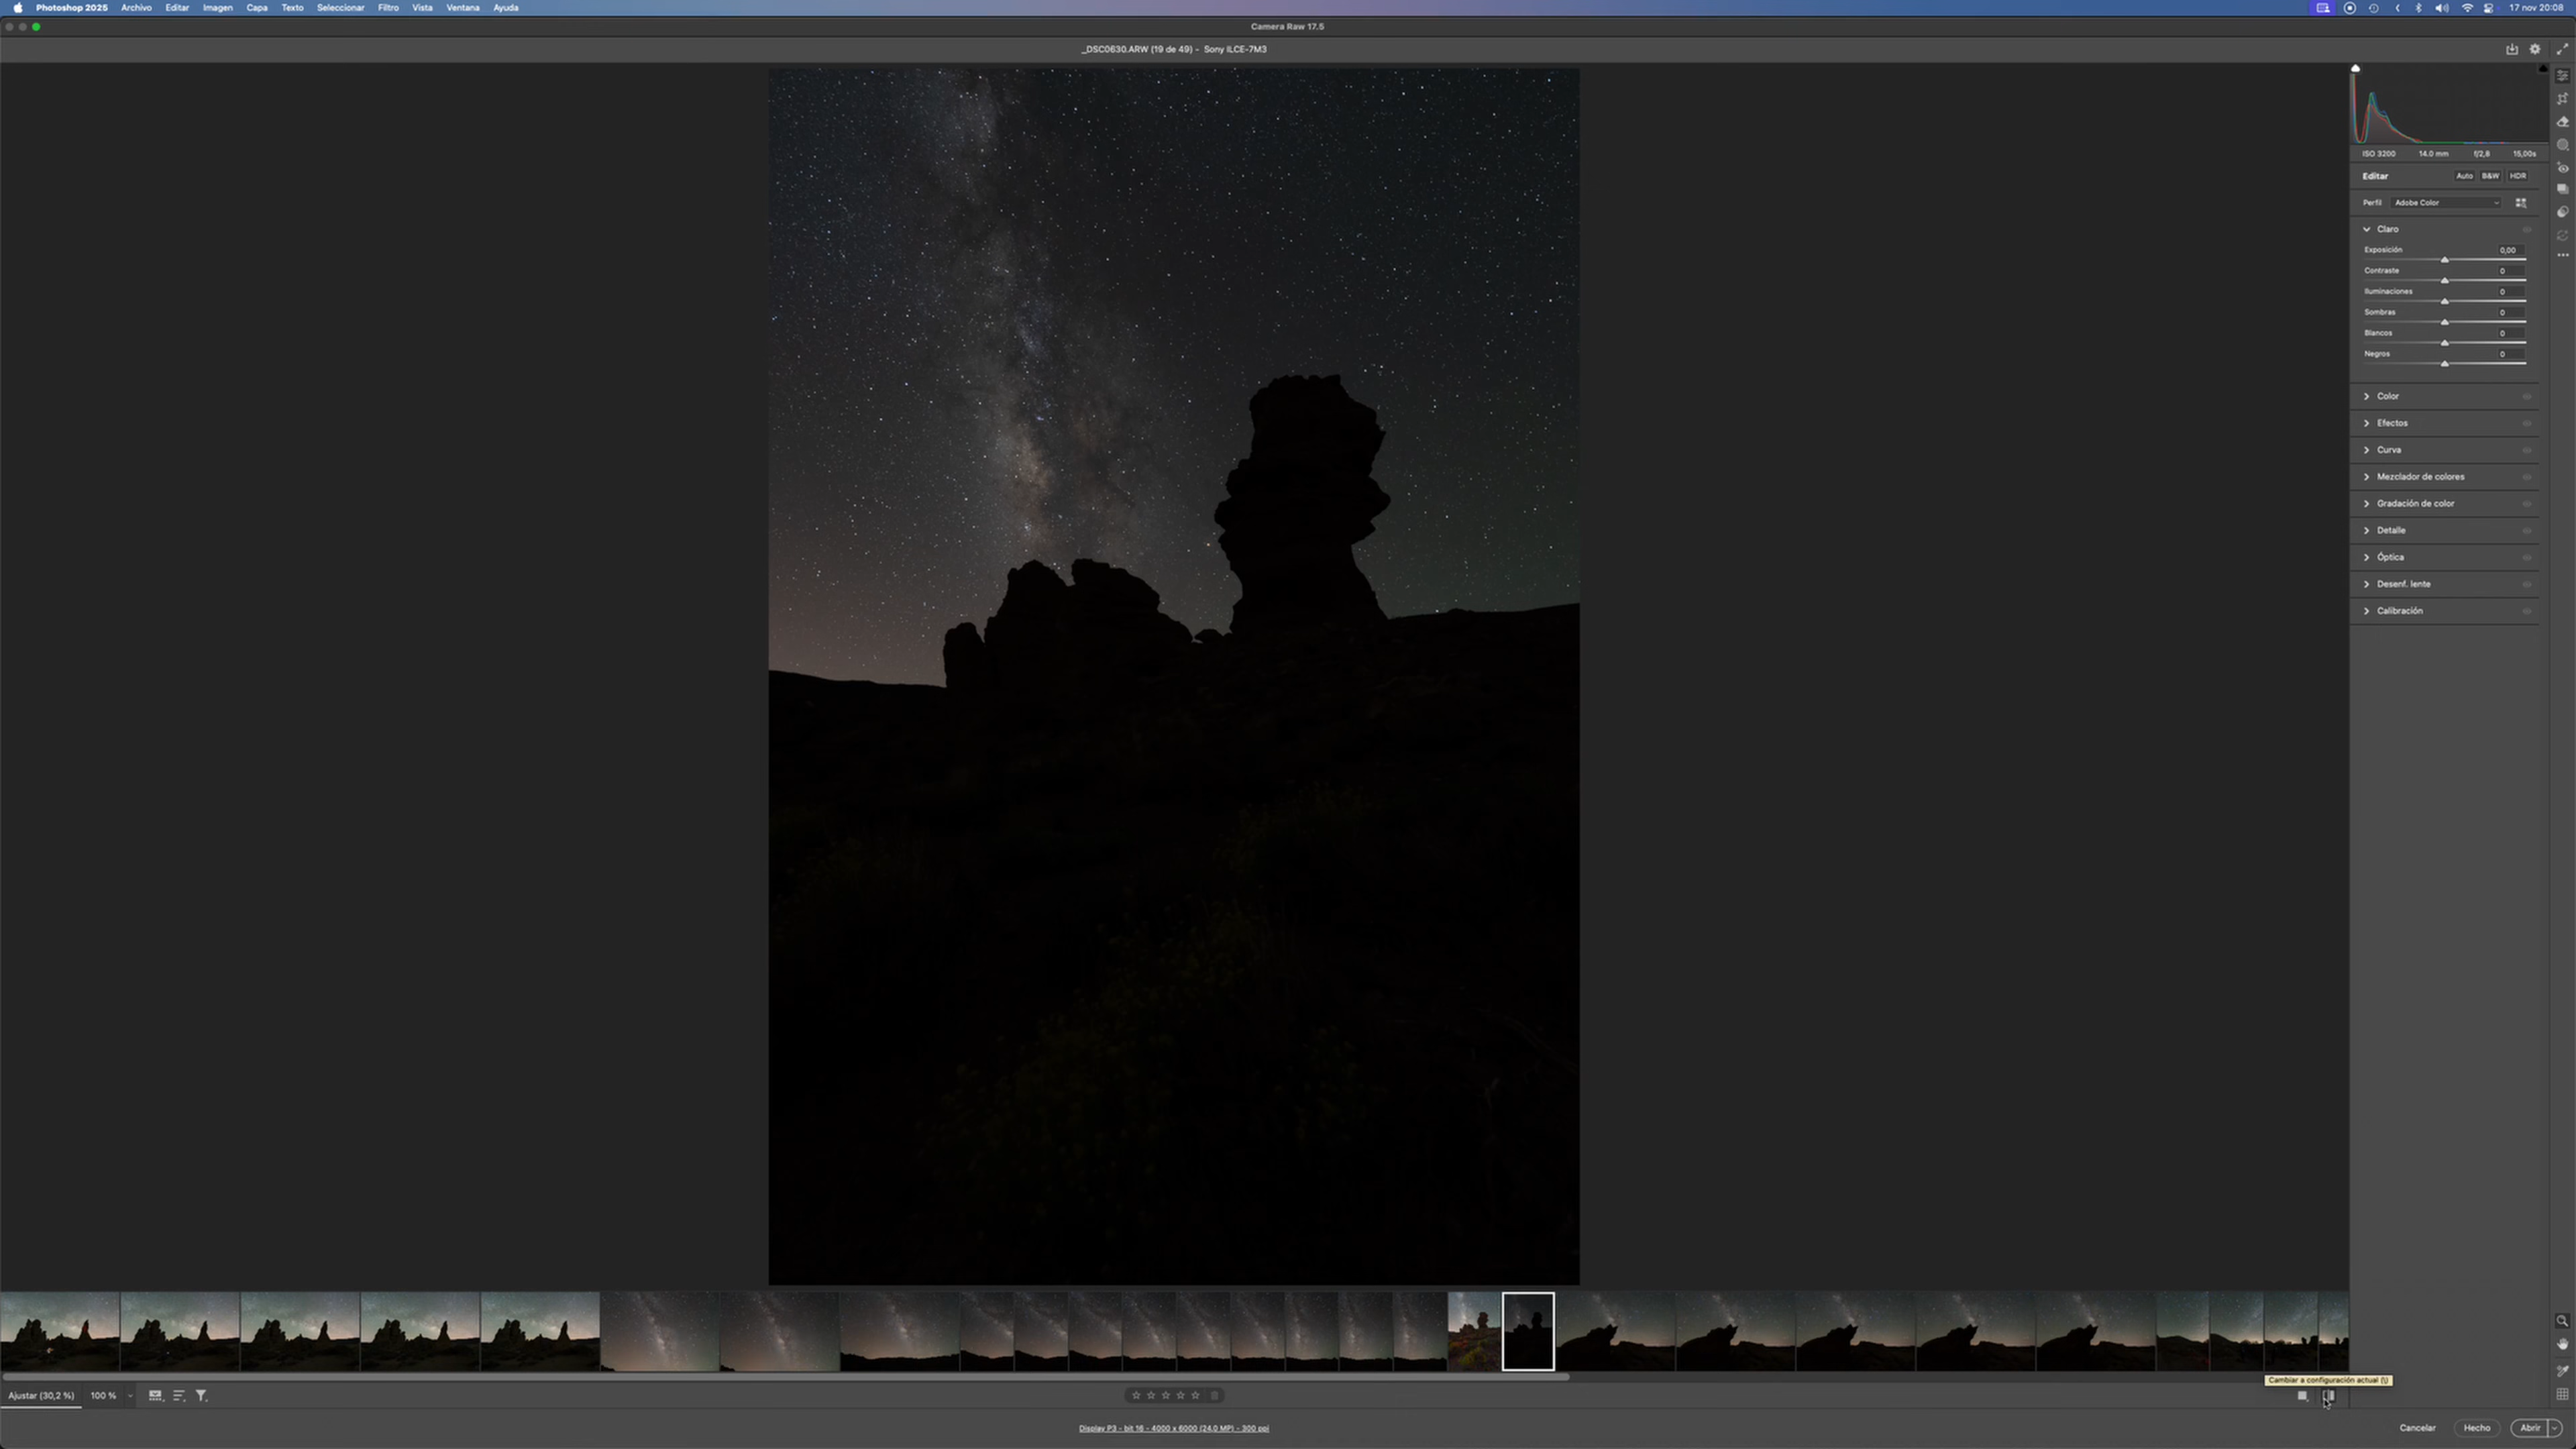 Photoshop 2025 Archivo Editar Imagen Capa Texto Seleccionar Filtro Vista Ventana Ayuda 17 nov 20:08
Camera Raw 17.5
_DSC0630.ARW (19 de 49) - Sony ILCE-7M3
ISO 3200 14.0 mm f/2,8 15,00s
Editar Auto B&W HDR
Perfil Adobe Color
Claro
Exposición 0,00
Contraste 0
Iluminaciones 0
Sombras 0
Blancos 0
Negros 0
Color
Efectos
Curva
Mezclador de colores
Gradación de color
Detalle
Óptica
Desenf. lente
Calibración
Cambiar a configuración actual (\)
Ajustar (30,2 %) 100 %
Display P3 - bit 16 - 4000 x 6000 (24.0 MP) - 300 ppi
Cancelar Hecho Abrir